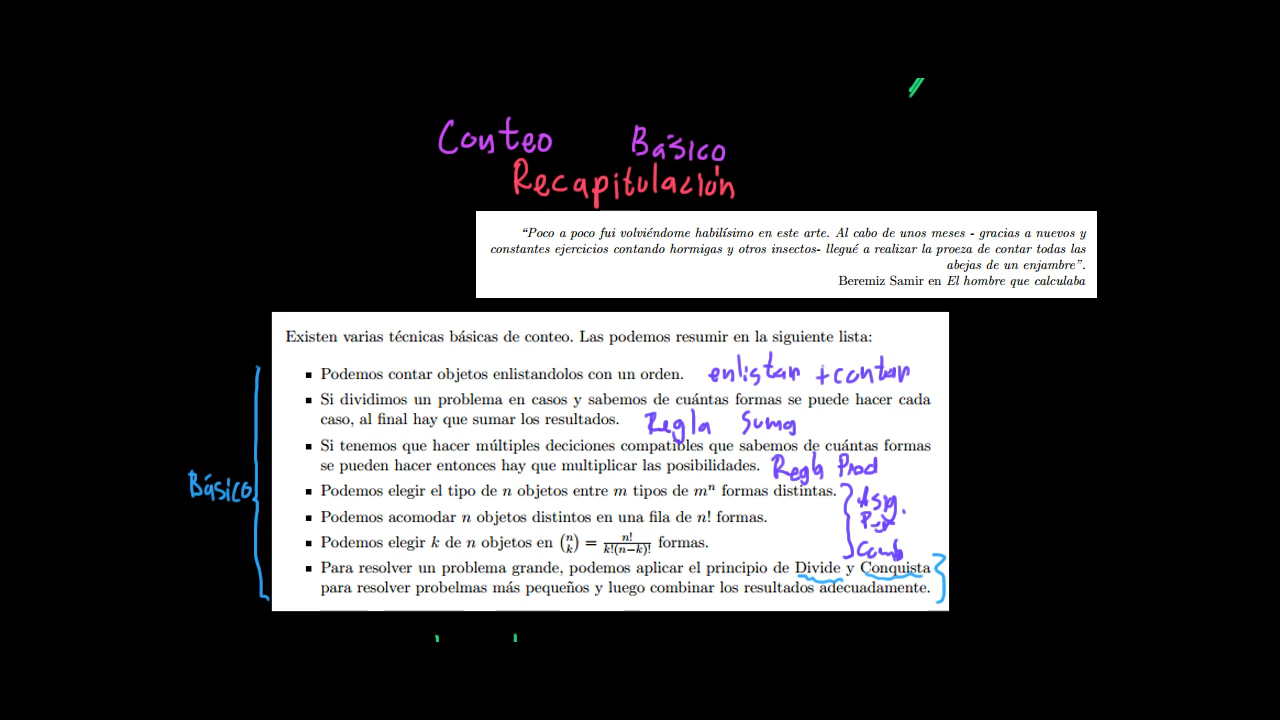 Conteo Básico
Recapitulación
“Poco a poco fui volviéndome habilísimo en este arte. Al cabo de unos meses - gracias a nuevos y
constantes ejercicios contando hormigas y otros insectos- llegué a realizar la proeza de contar todas las
abejas de un enjambre”.
Beremiz Samir en El hombre que calculaba
Existen varias técnicas básicas de conteo. Las podemos resumir en la siguiente lista:
▪ Podemos contar objetos enlistandolos con un orden. enlistar + contar
▪ Si dividimos un problema en casos y sabemos de cuántas formas se puede hacer cada
caso, al final hay que sumar los resultados. Regla Suma
▪ Si tenemos que hacer múltiples deciciones compatibles que sabemos de cuántas formas
se pueden hacer entonces hay que multiplicar las posibilidades. Regla Prod
Básico
▪ Podemos elegir el tipo de n objetos entre m tipos de m^n formas distintas. Asig.
▪ Podemos acomodar n objetos distintos en una fila de n! formas.
▪ Podemos elegir k de n objetos en \binom{n}{k} = \frac{n!}{k!(n-k)!} formas. Comb
▪ Para resolver un problema grande, podemos aplicar el principio de Divide y Conquista
para resolver probelmas más pequeños y luego combinar los resultados adecuadamente.